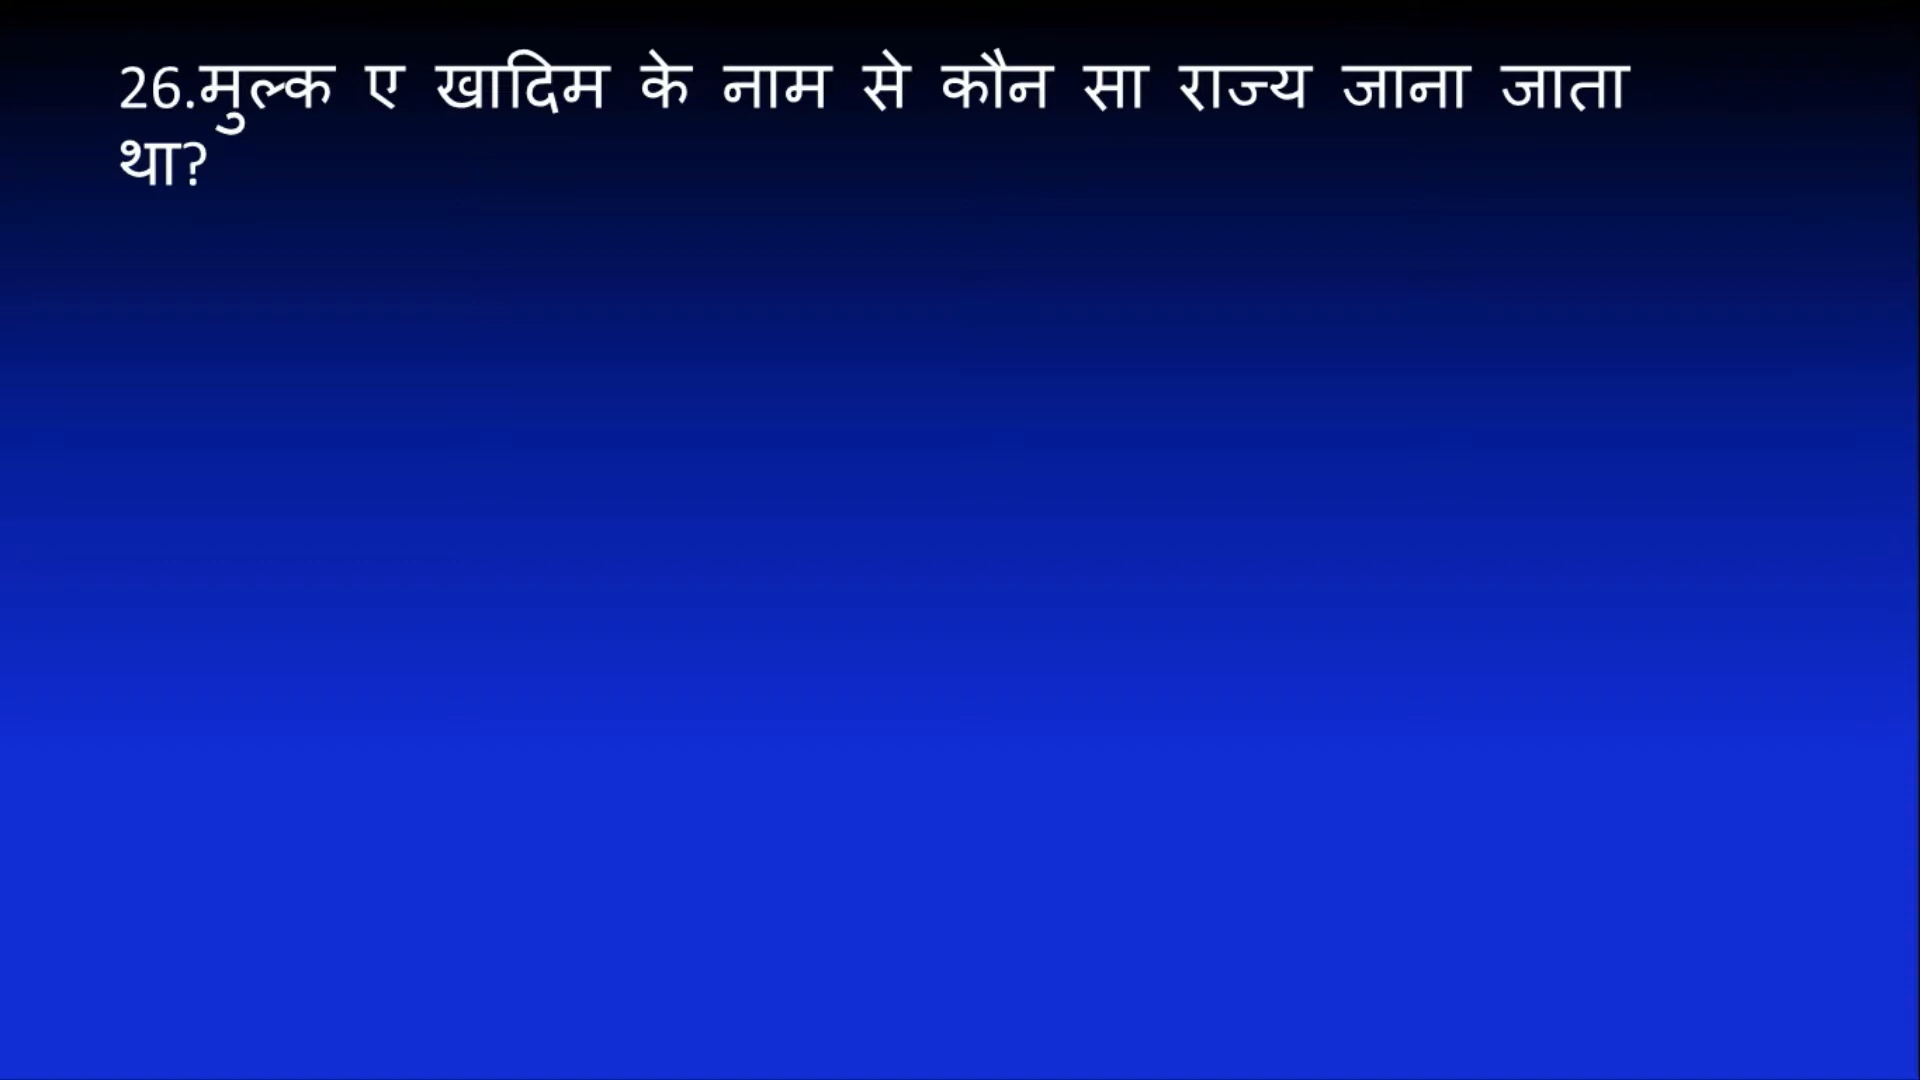 26.मुल्क ए खादिम के नाम से कौन सा राज्य जाना जाता
था?